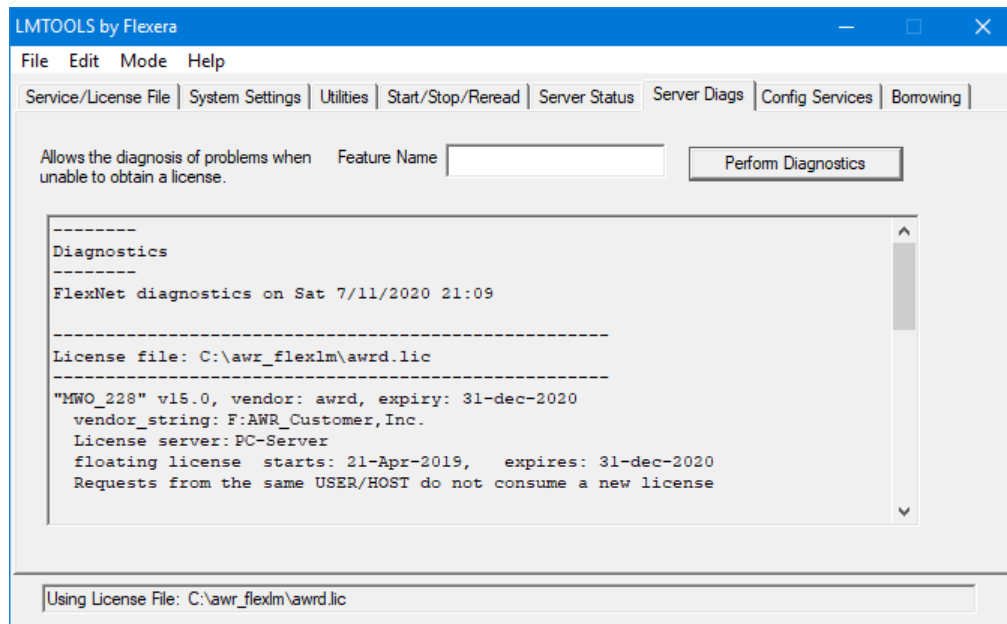 LMTOOLS by Flexera
File Edit Mode Help
Service/License File System Settings Utilities Start/Stop/Reread Server Status Server Diags Config Services Borrowing
Allows the diagnosis of problems when
unable to obtain a license.
Feature Name
Perform Diagnostics
--------
Diagnostics
--------
FlexNet diagnostics on Sat 7/11/2020 21:09
-----------------------------------------------------
License file: C:\awr_flexlm\awrd.lic
-----------------------------------------------------
"MWO_228" v15.0, vendor: awrd, expiry: 31-dec-2020
vendor_string: F:AWR_Customer,Inc.
License server: PC-Server
floating license starts: 21-Apr-2019, expires: 31-dec-2020
Requests from the same USER/HOST do not consume a new license
Using License File: C:\awr_flexlm\awrd.lic